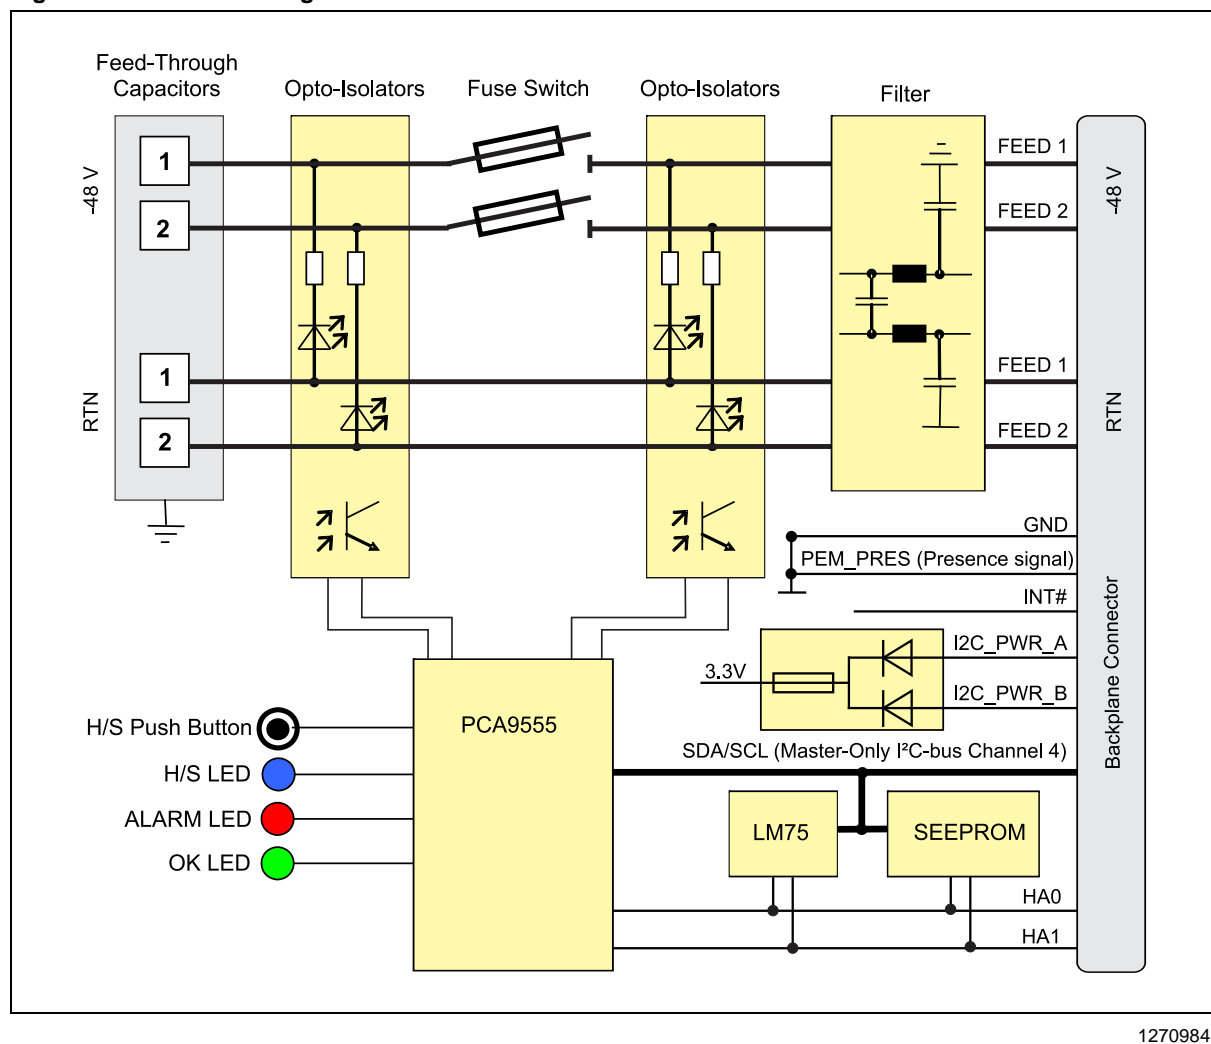 Feed-Through
Capacitors
Opto-Isolators
Fuse Switch
Opto-Isolators
Filter
-48 V
1
2
RTN
1
2
FEED 1
FEED 2
-48 V
FEED 1
FEED 2
RTN
GND
PEM_PRES (Presence signal)
INT#
I2C_PWR_A
3.3V
I2C_PWR_B
Backplane Connector
H/S Push Button
PCA9555
SDA/SCL (Master-Only I²C-bus Channel 4)
H/S LED
ALARM LED
LM75
SEEPROM
OK LED
HA0
HA1
1270984